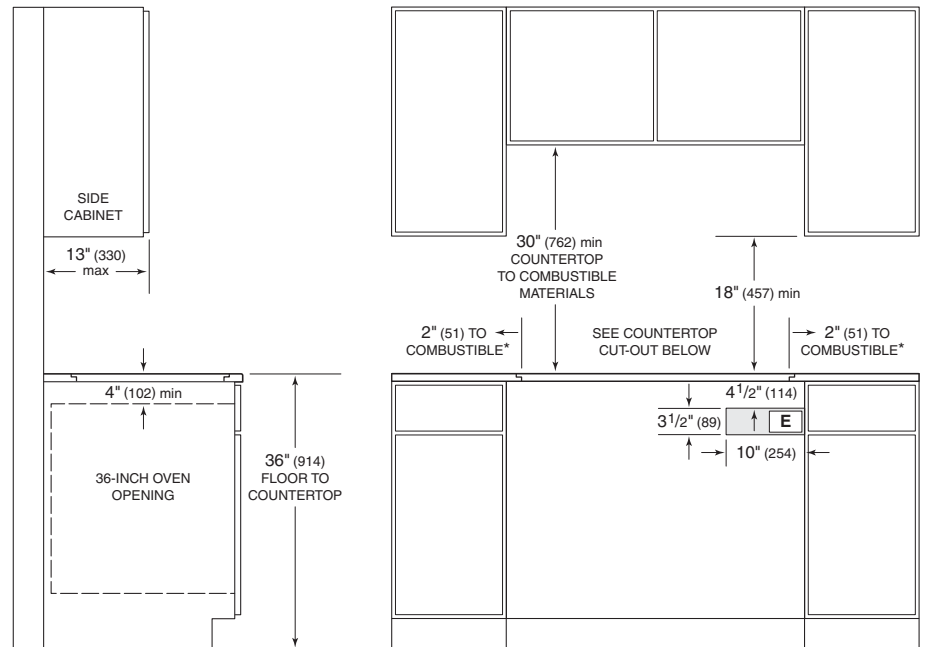 SIDE
CABINET
13" (330)
max
30" (762) min
COUNTERTOP
TO COMBUSTIBLE
MATERIALS
18" (457) min
2" (51) TO
COMBUSTIBLE*
SEE COUNTERTOP
CUT-OUT BELOW
2" (51) TO
COMBUSTIBLE*
4" (102) min
36-INCH OVEN
OPENING
36" (914)
FLOOR TO
COUNTERTOP
4 1/2" (114)
3 1/2" (89)
E
10" (254)